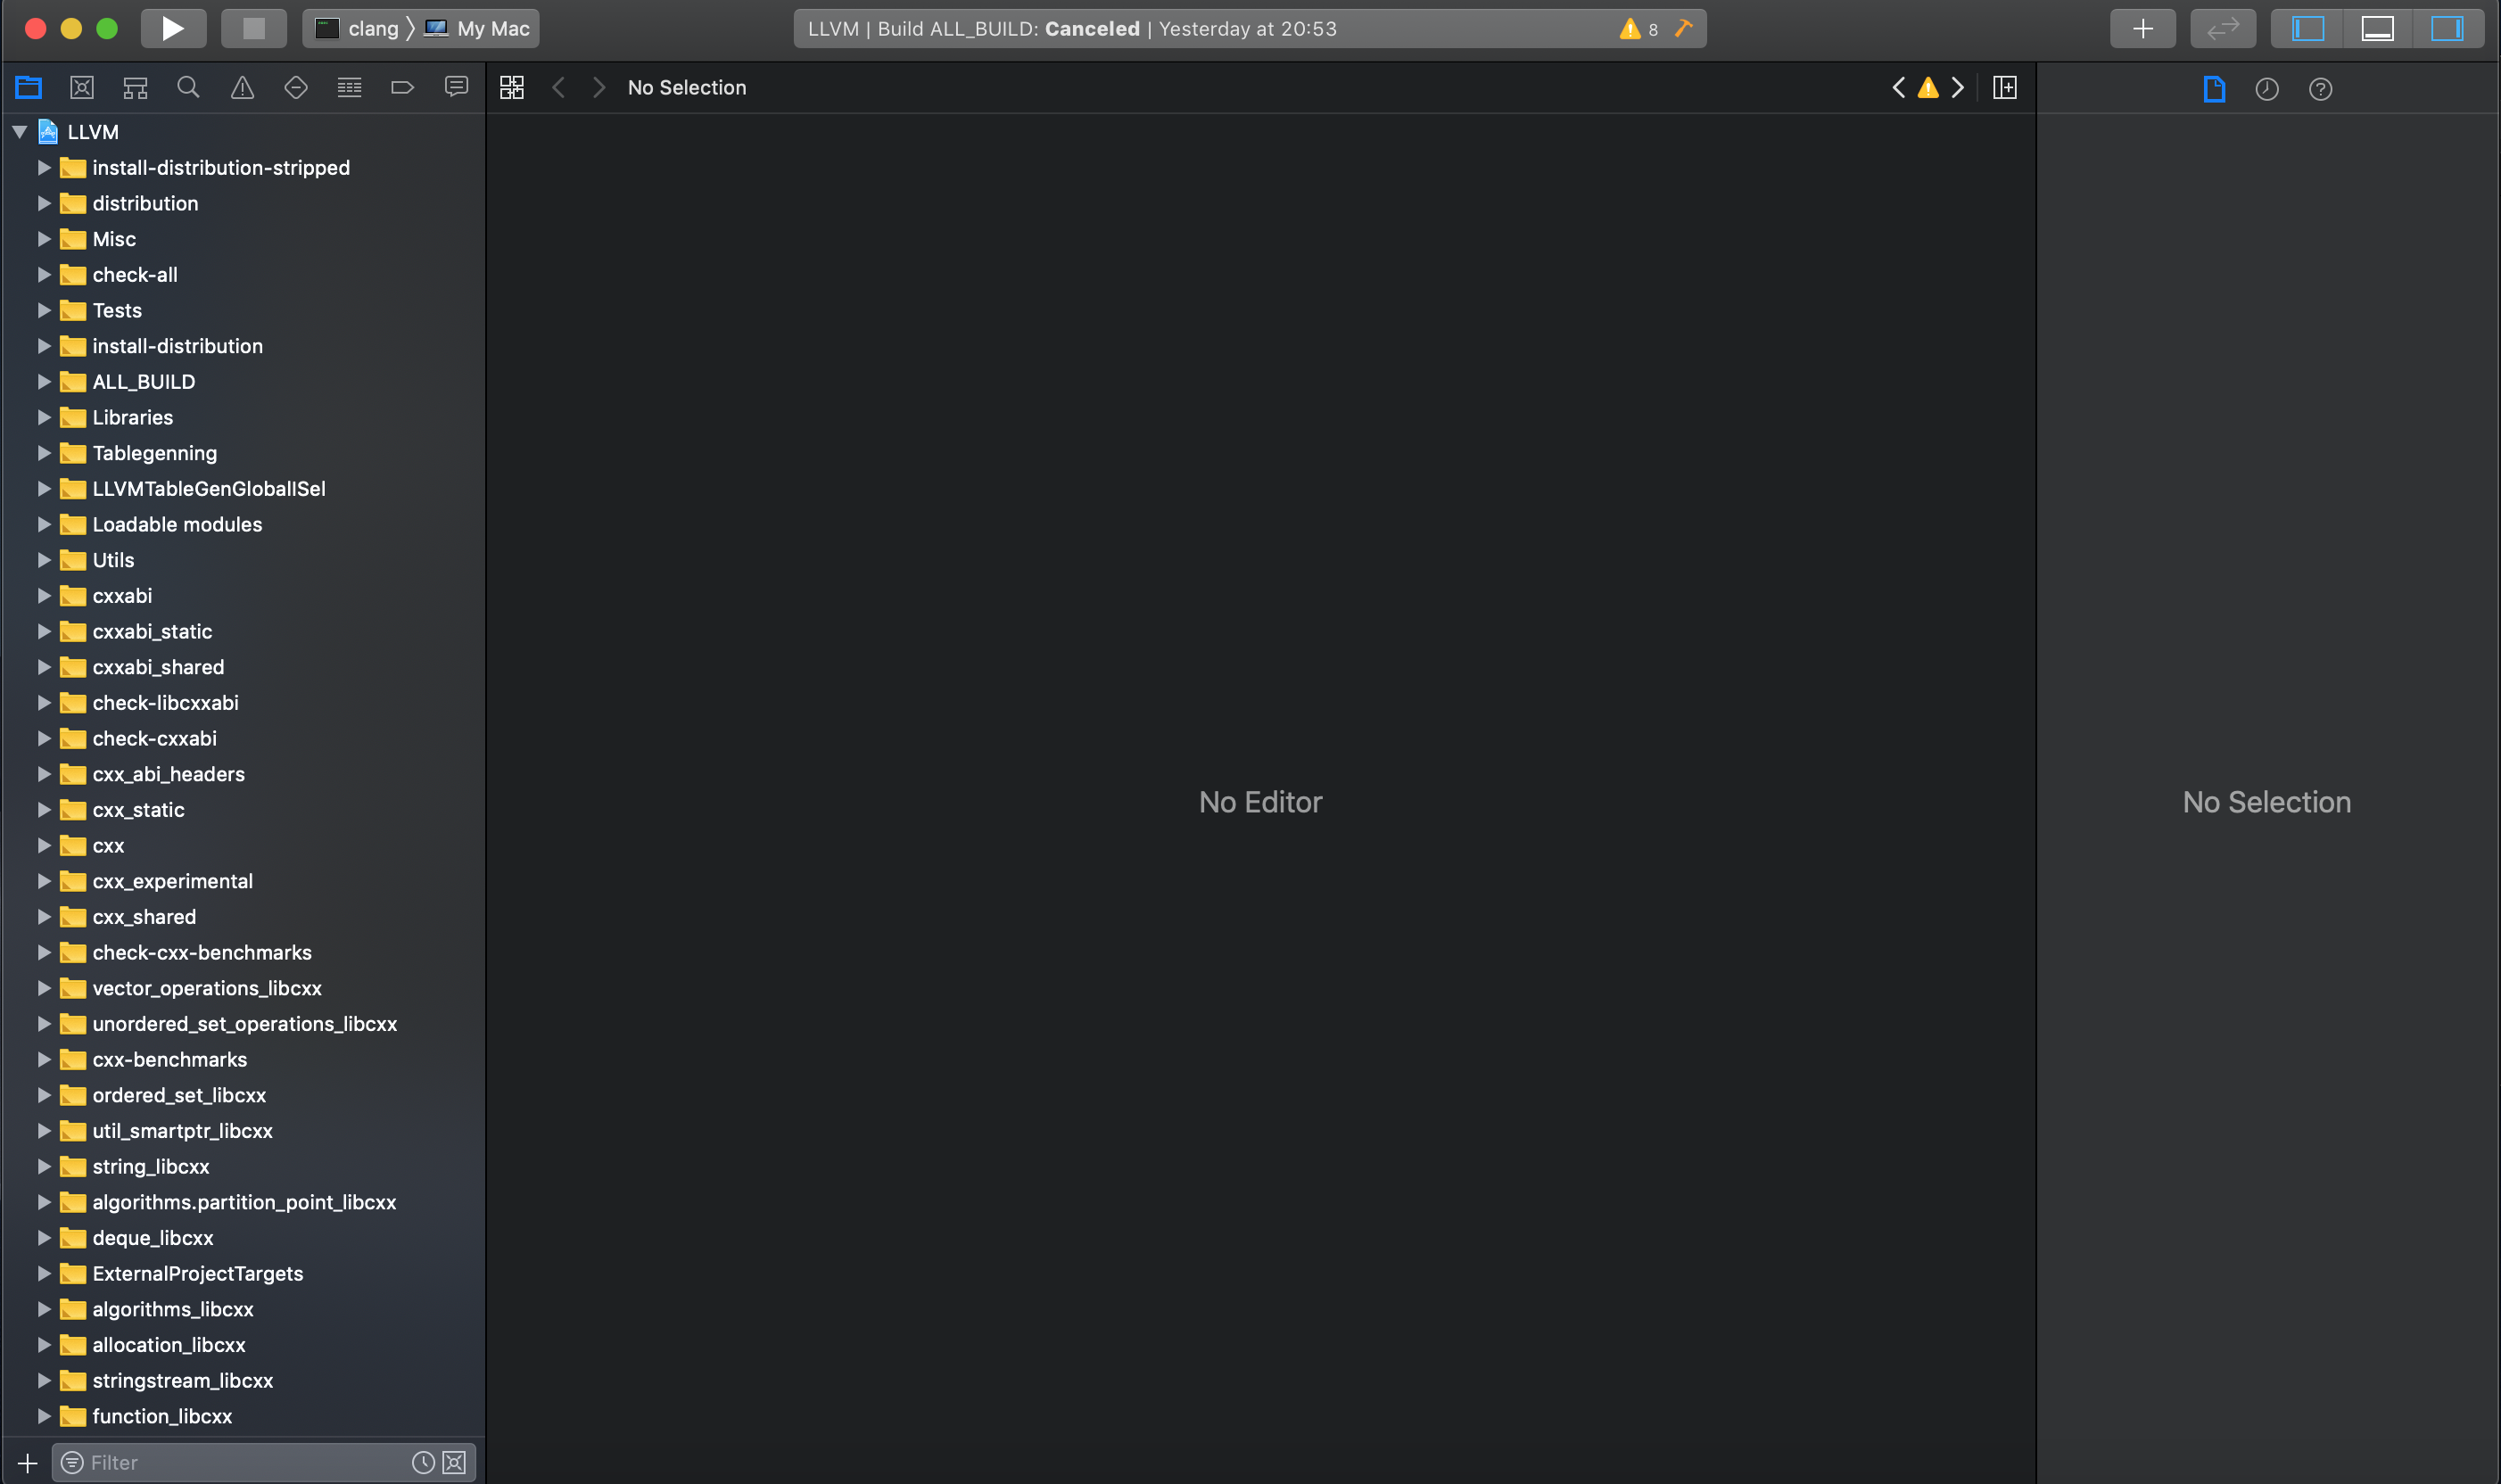 clang 〉 My Mac
LLVM | Build ALL_BUILD: Canceled | Yesterday at 20:53
8
No Selection
LLVM
install-distribution-stripped
distribution
Misc
check-all
Tests
install-distribution
ALL_BUILD
Libraries
Tablegenning
LLVMTableGenGlobalISel
Loadable modules
Utils
cxxabi
cxxabi_static
cxxabi_shared
check-libcxxabi
check-cxxabi
cxx_abi_headers
cxx_static
cxx
cxx_experimental
cxx_shared
check-cxx-benchmarks
vector_operations_libcxx
unordered_set_operations_libcxx
cxx-benchmarks
ordered_set_libcxx
util_smartptr_libcxx
string_libcxx
algorithms.partition_point_libcxx
deque_libcxx
ExternalProjectTargets
algorithms_libcxx
allocation_libcxx
stringstream_libcxx
function_libcxx
Filter
No Editor
No Selection